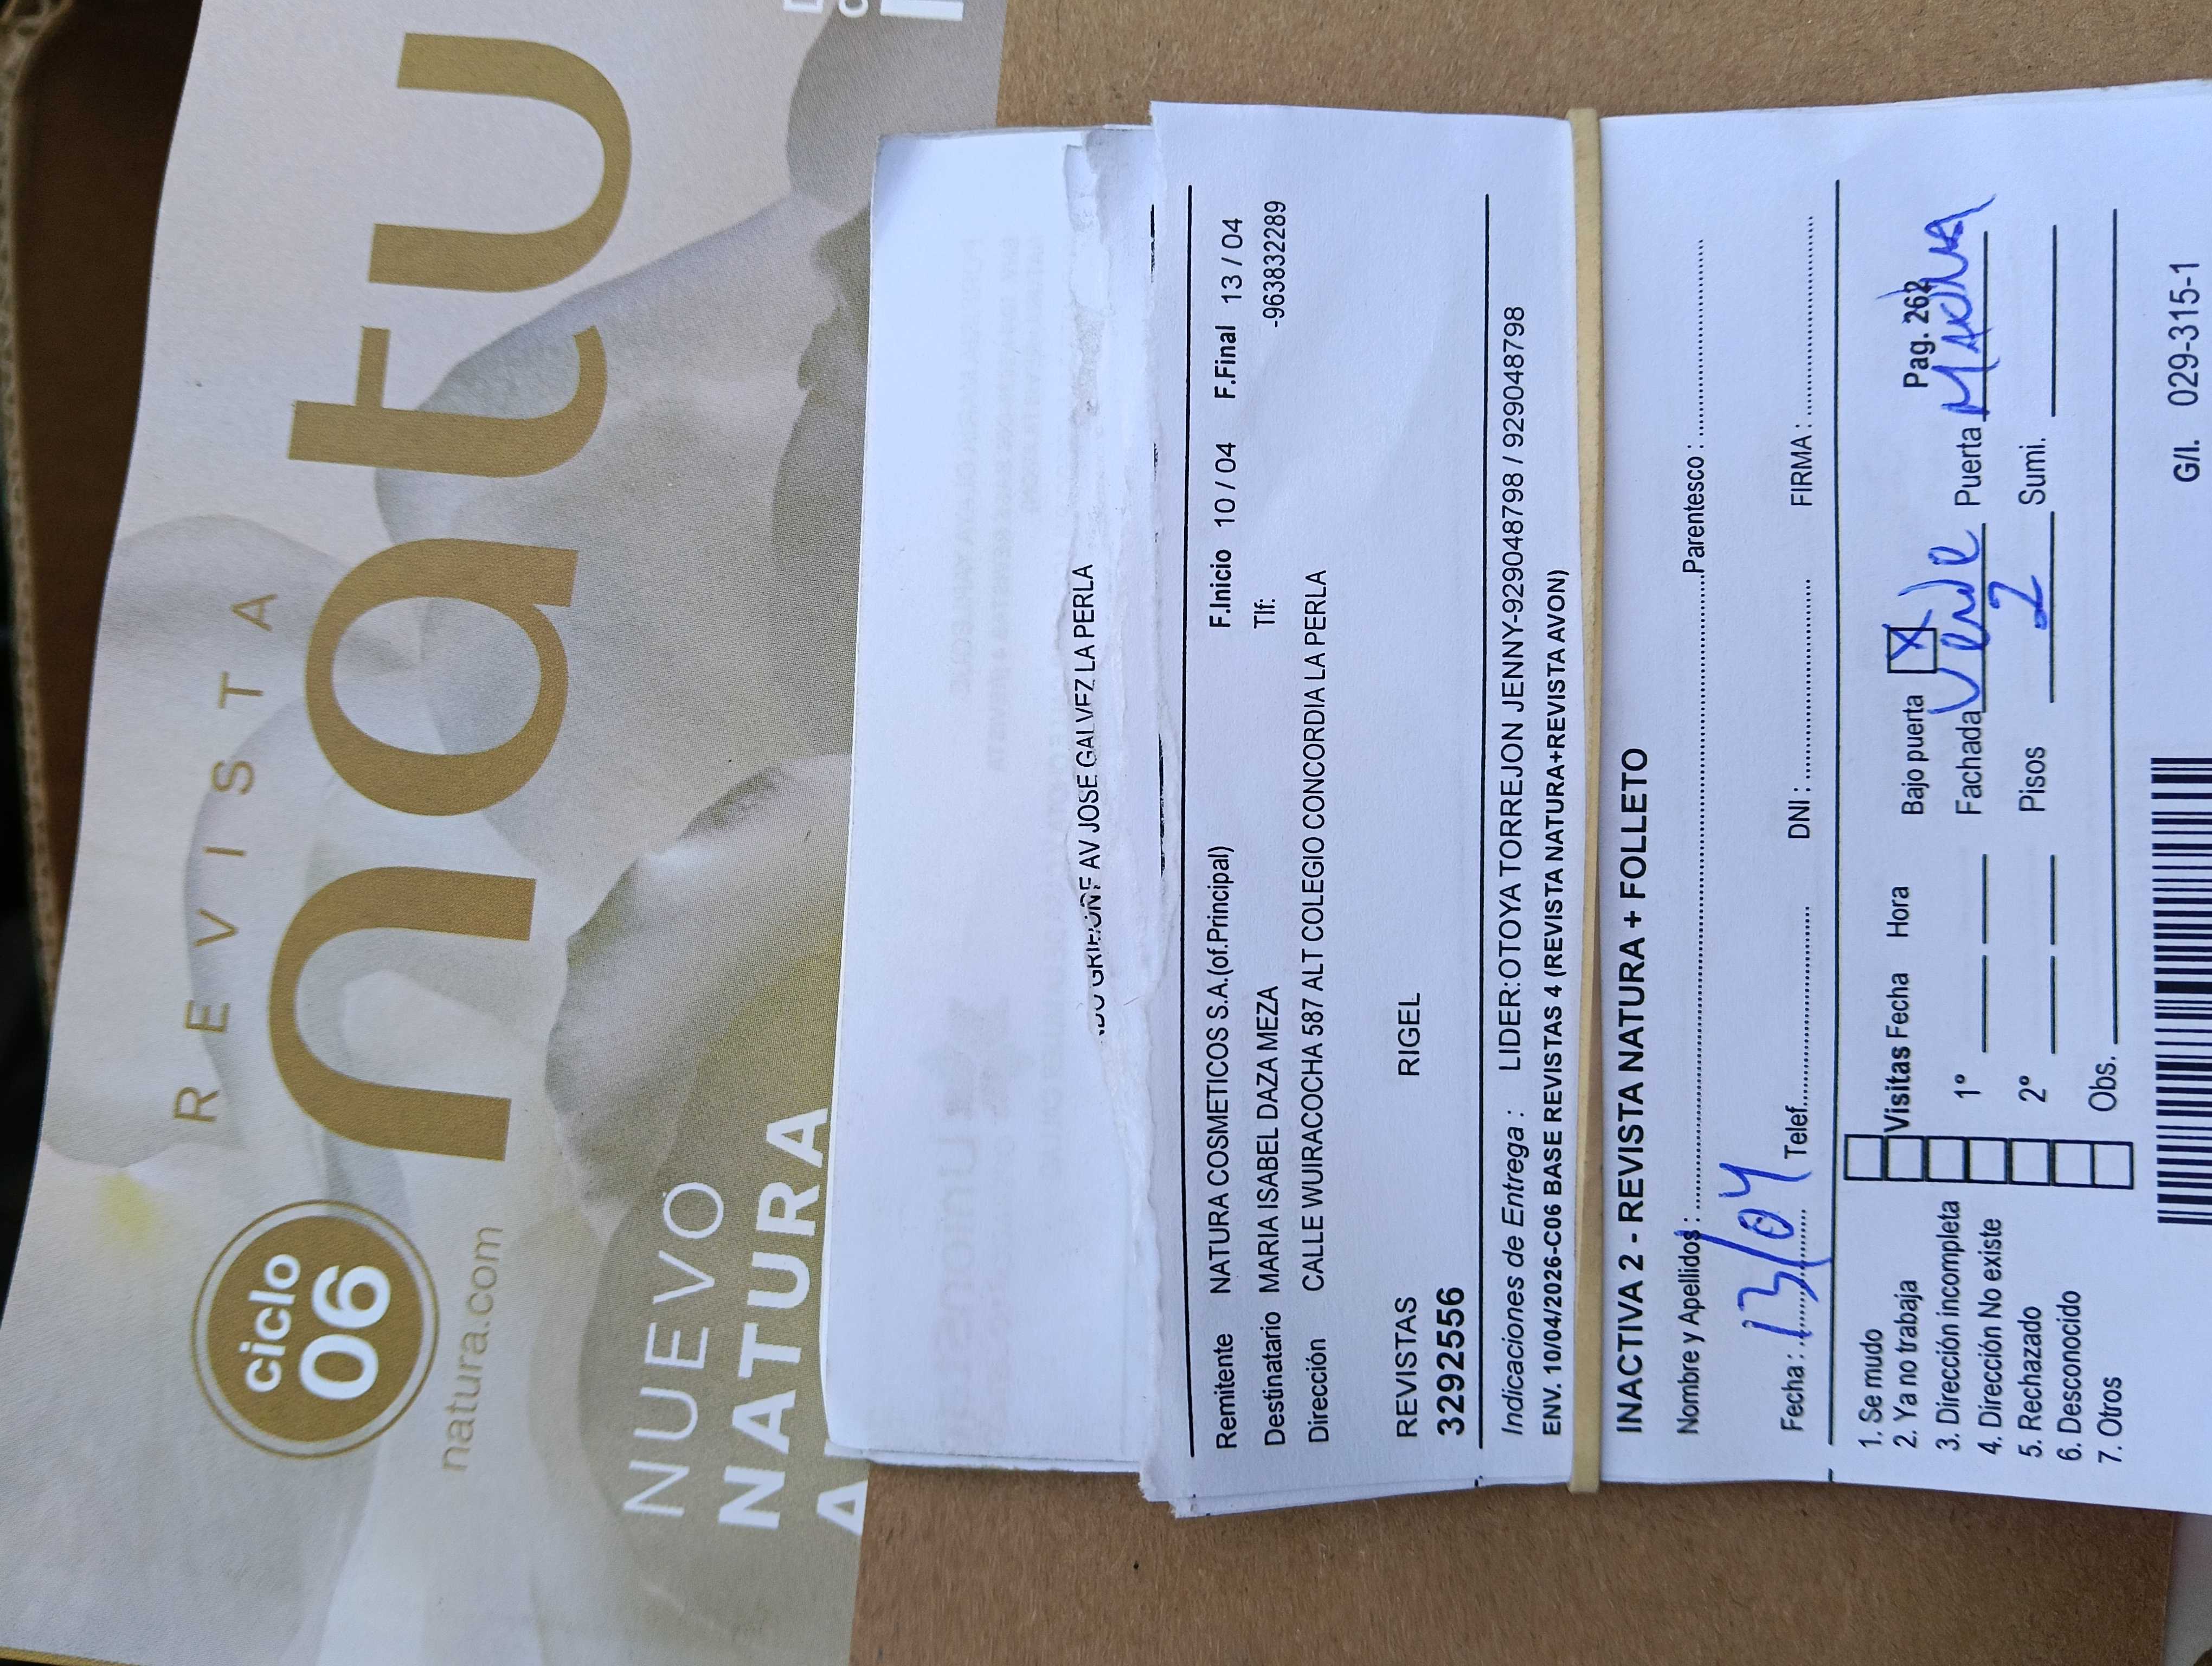 REVISTA
natu
ciclo
06
natura.com
NUEVO
NATURA
AV JOSE GALVEZ LA PERLA
Remitente NATURA COSMETICOS S.A.(of.Principal) F.Inicio 10 / 04 F.Final 13 / 04
Destinatario MARIA ISABEL DAZA MEZA Tlf: -963832289
Dirección CALLE WUIRACOCHA 587 ALT COLEGIO CONCORDIA LA PERLA
REVISTAS RIGEL
3292556
Indicaciones de Entrega : LIDER:OTOYA TORREJON JENNY-929048798 / 929048798
ENV. 10/04/2026-C06 BASE REVISTAS 4 (REVISTA NATURA+REVISTA AVON)
INACTIVA 2 - REVISTA NATURA + FOLLETO
Nombre y Apellidos : Parentesco :
Fecha : 13/04 Telef. DNI : FIRMA :
1. Se mudo
2. Ya no trabaja
3. Dirección incompleta
4. Dirección No existe
5. Rechazado
6. Desconocido
7. Otros
Visitas Fecha Hora Bajo puerta X Pag. 262
1º Fachada Verde Puerta
2º Pisos 2 Sumi.
Obs.
G/I. 029-315-1